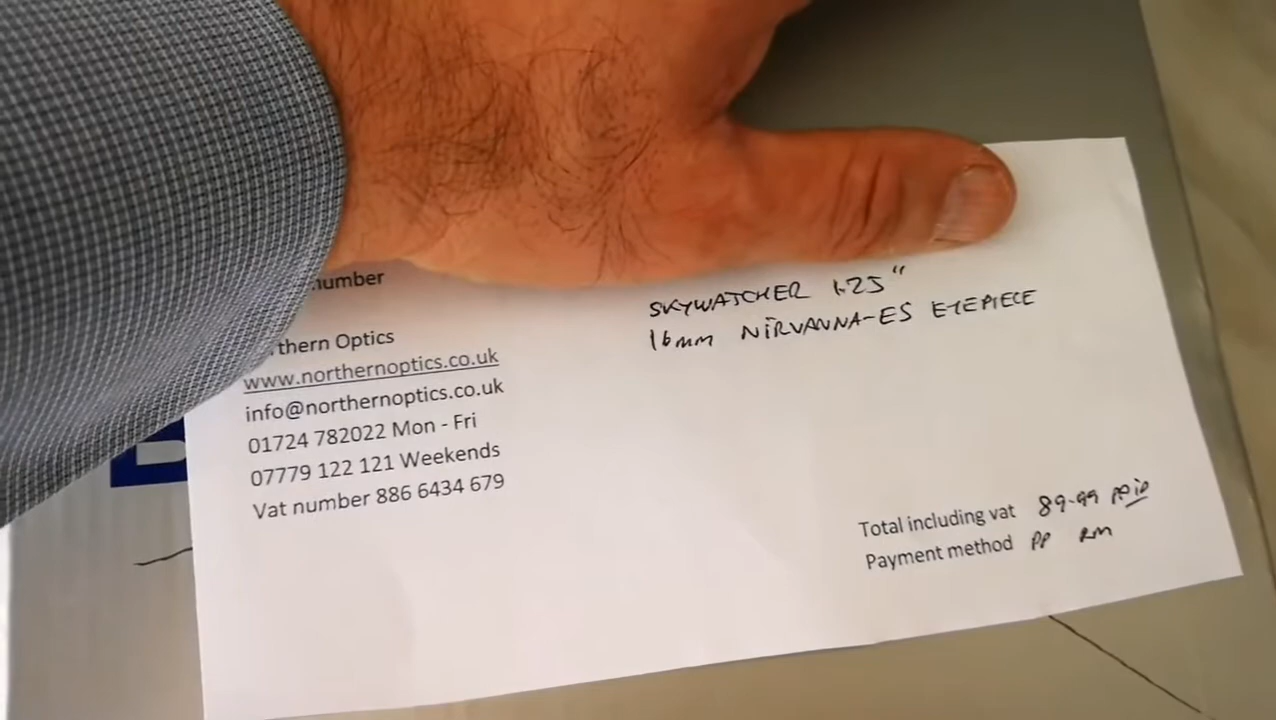 number
SKYWATCHER 1.25"
16mm NIRVANNA-ES EYEPIECE
Northern Optics
www.northernoptics.co.uk
info@northernoptics.co.uk
01724 782022 Mon - Fri
07779 122 121 Weekends
Vat number 886 6434 679
Total including vat 89-99 PAID
Payment method PP RM